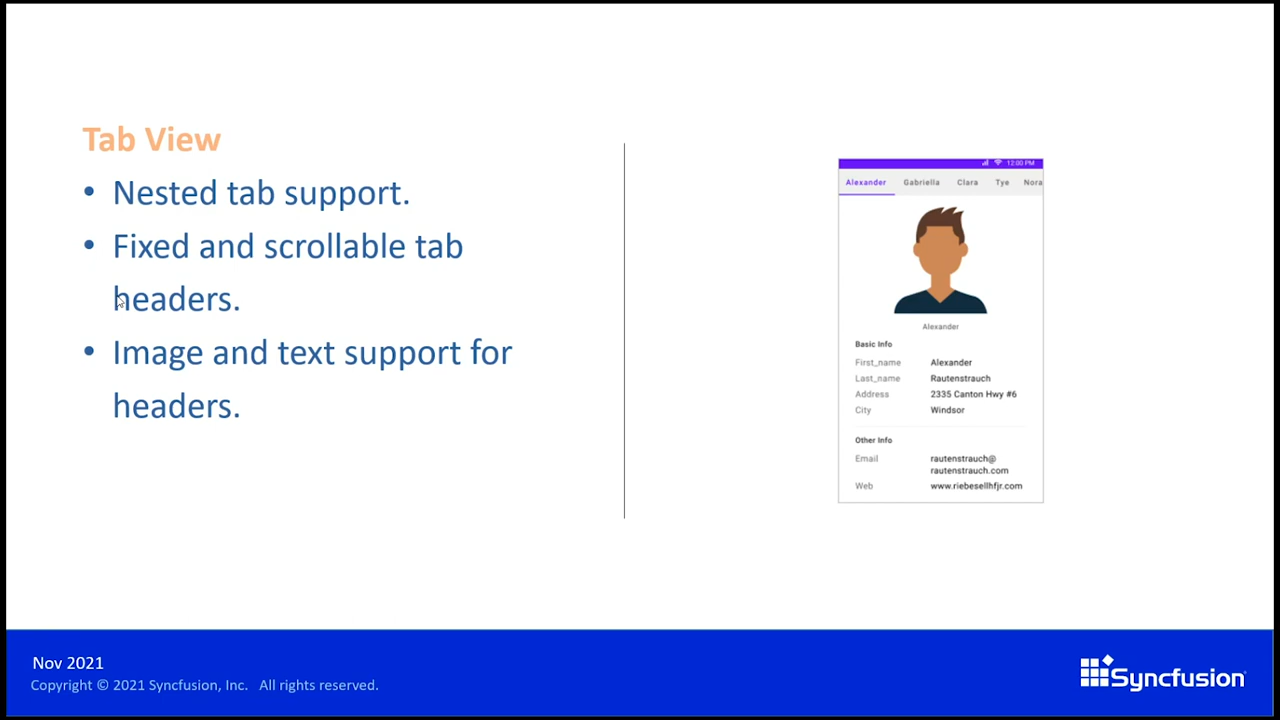 Tab View
• Nested tab support.
• Fixed and scrollable tab
headers.
• Image and text support for
headers.
12:00 PM
Alexander Gabriella Clara Tye Nora
Alexander
Basic Info
First_name Alexander
Last_name Rautenstrauch
Address 2335 Canton Hwy #6
City Windsor
Other Info
Email rautenstrauch@
rautenstrauch.com
Web www.riebesellhfjr.com
Nov 2021
Copyright © 2021 Syncfusion, Inc. All rights reserved.
Syncfusion